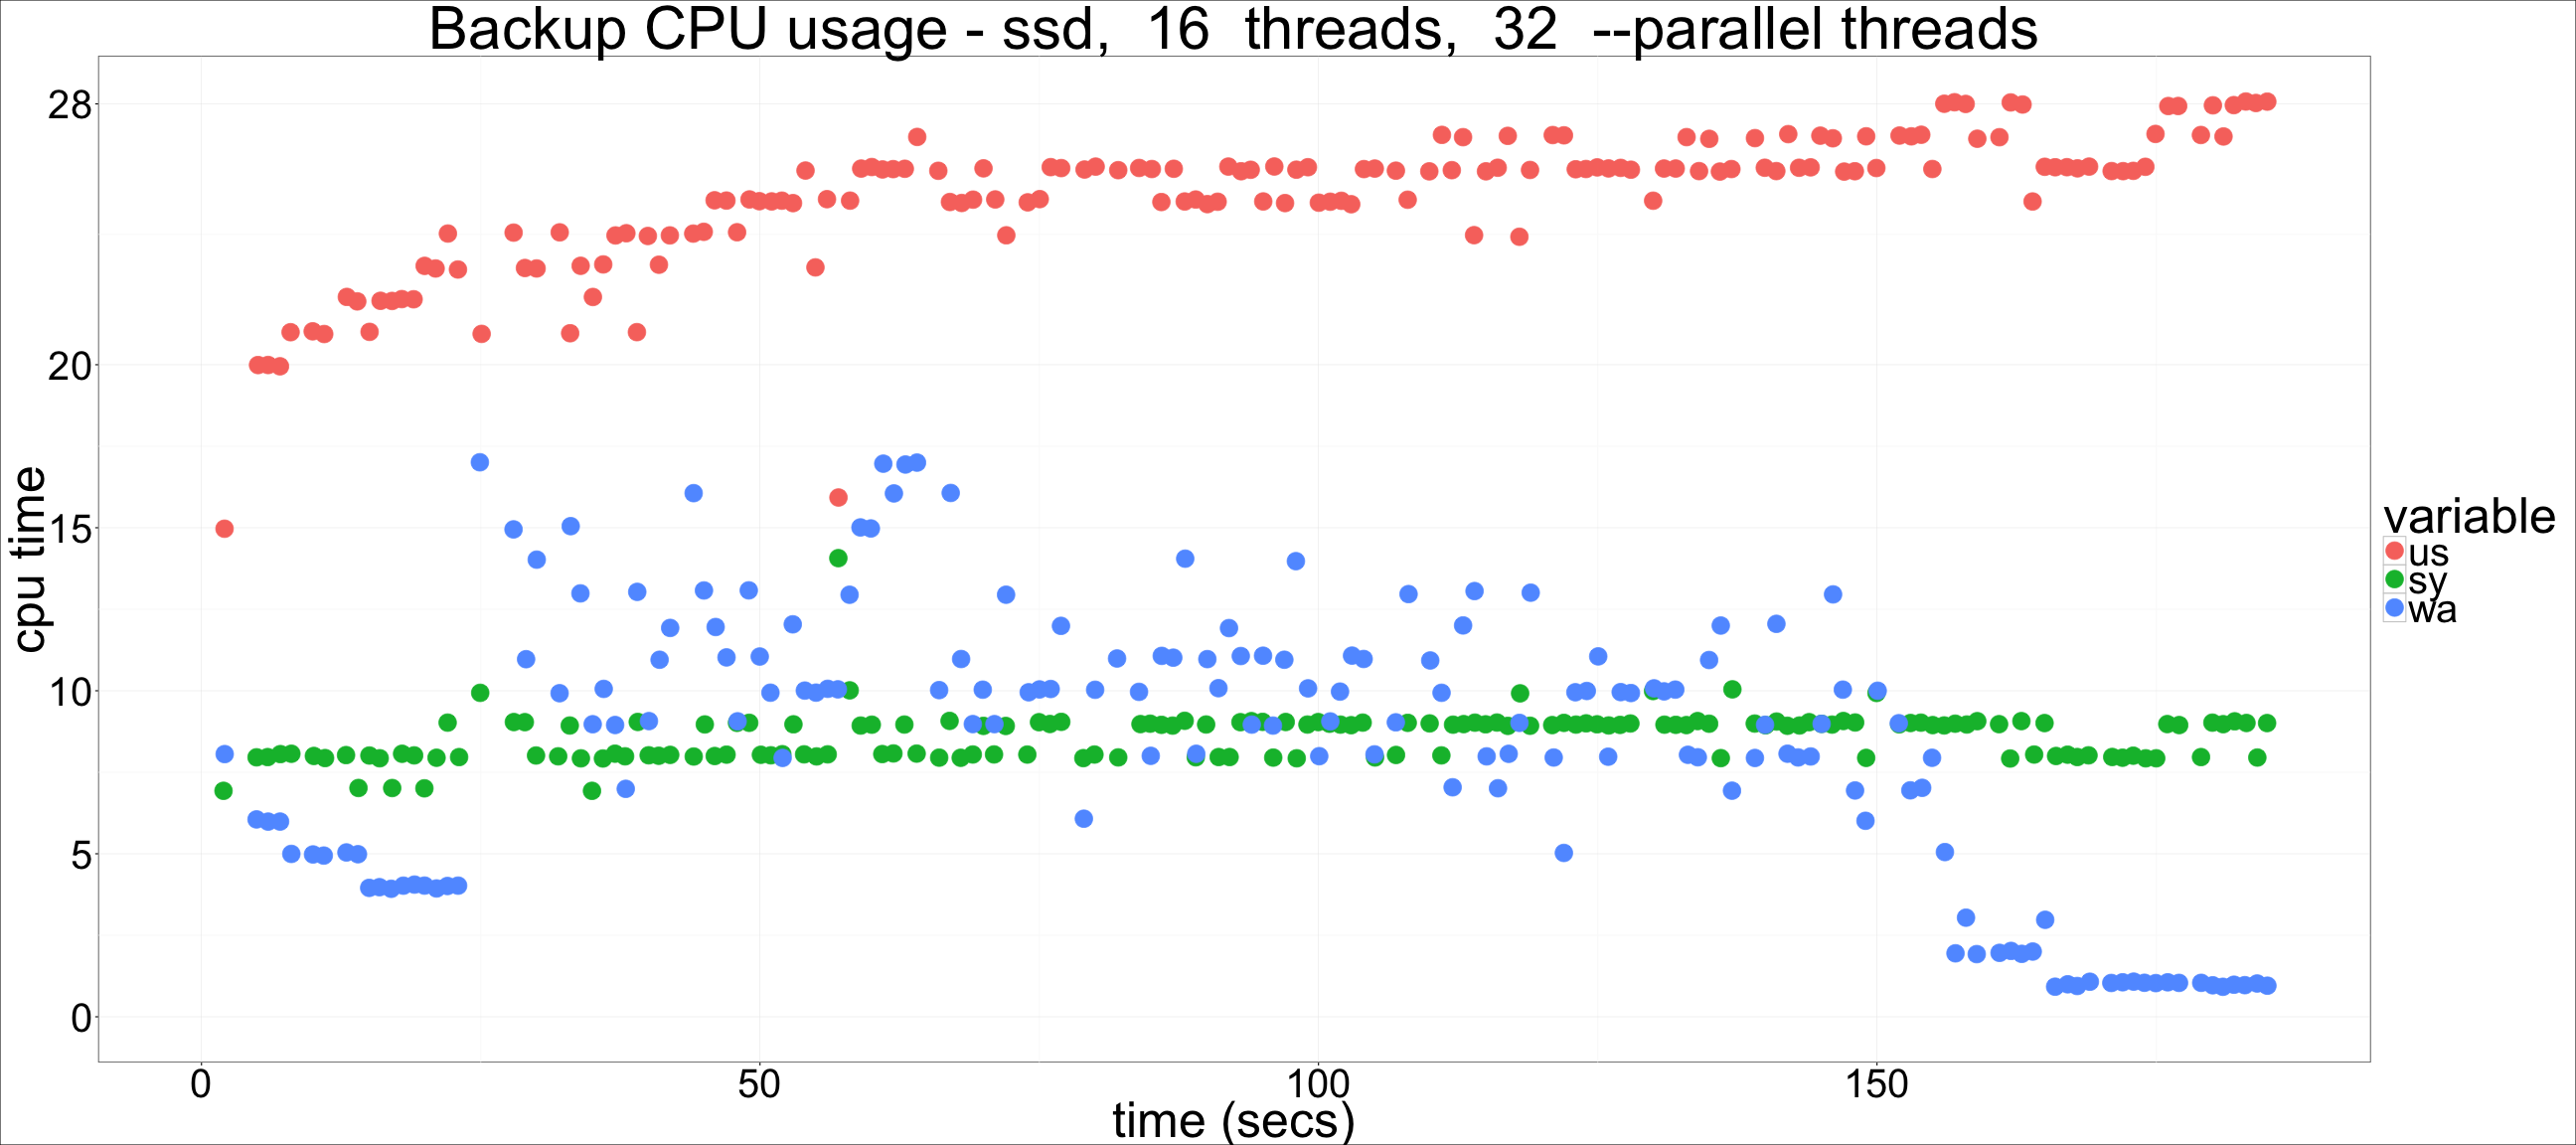 Backup CPU usage - ssd,  16  threads,  32  --parallel threads
28
20
15
10
5
0
cpu time
0 50 100 150
time (secs)
variable
us
sy
wa